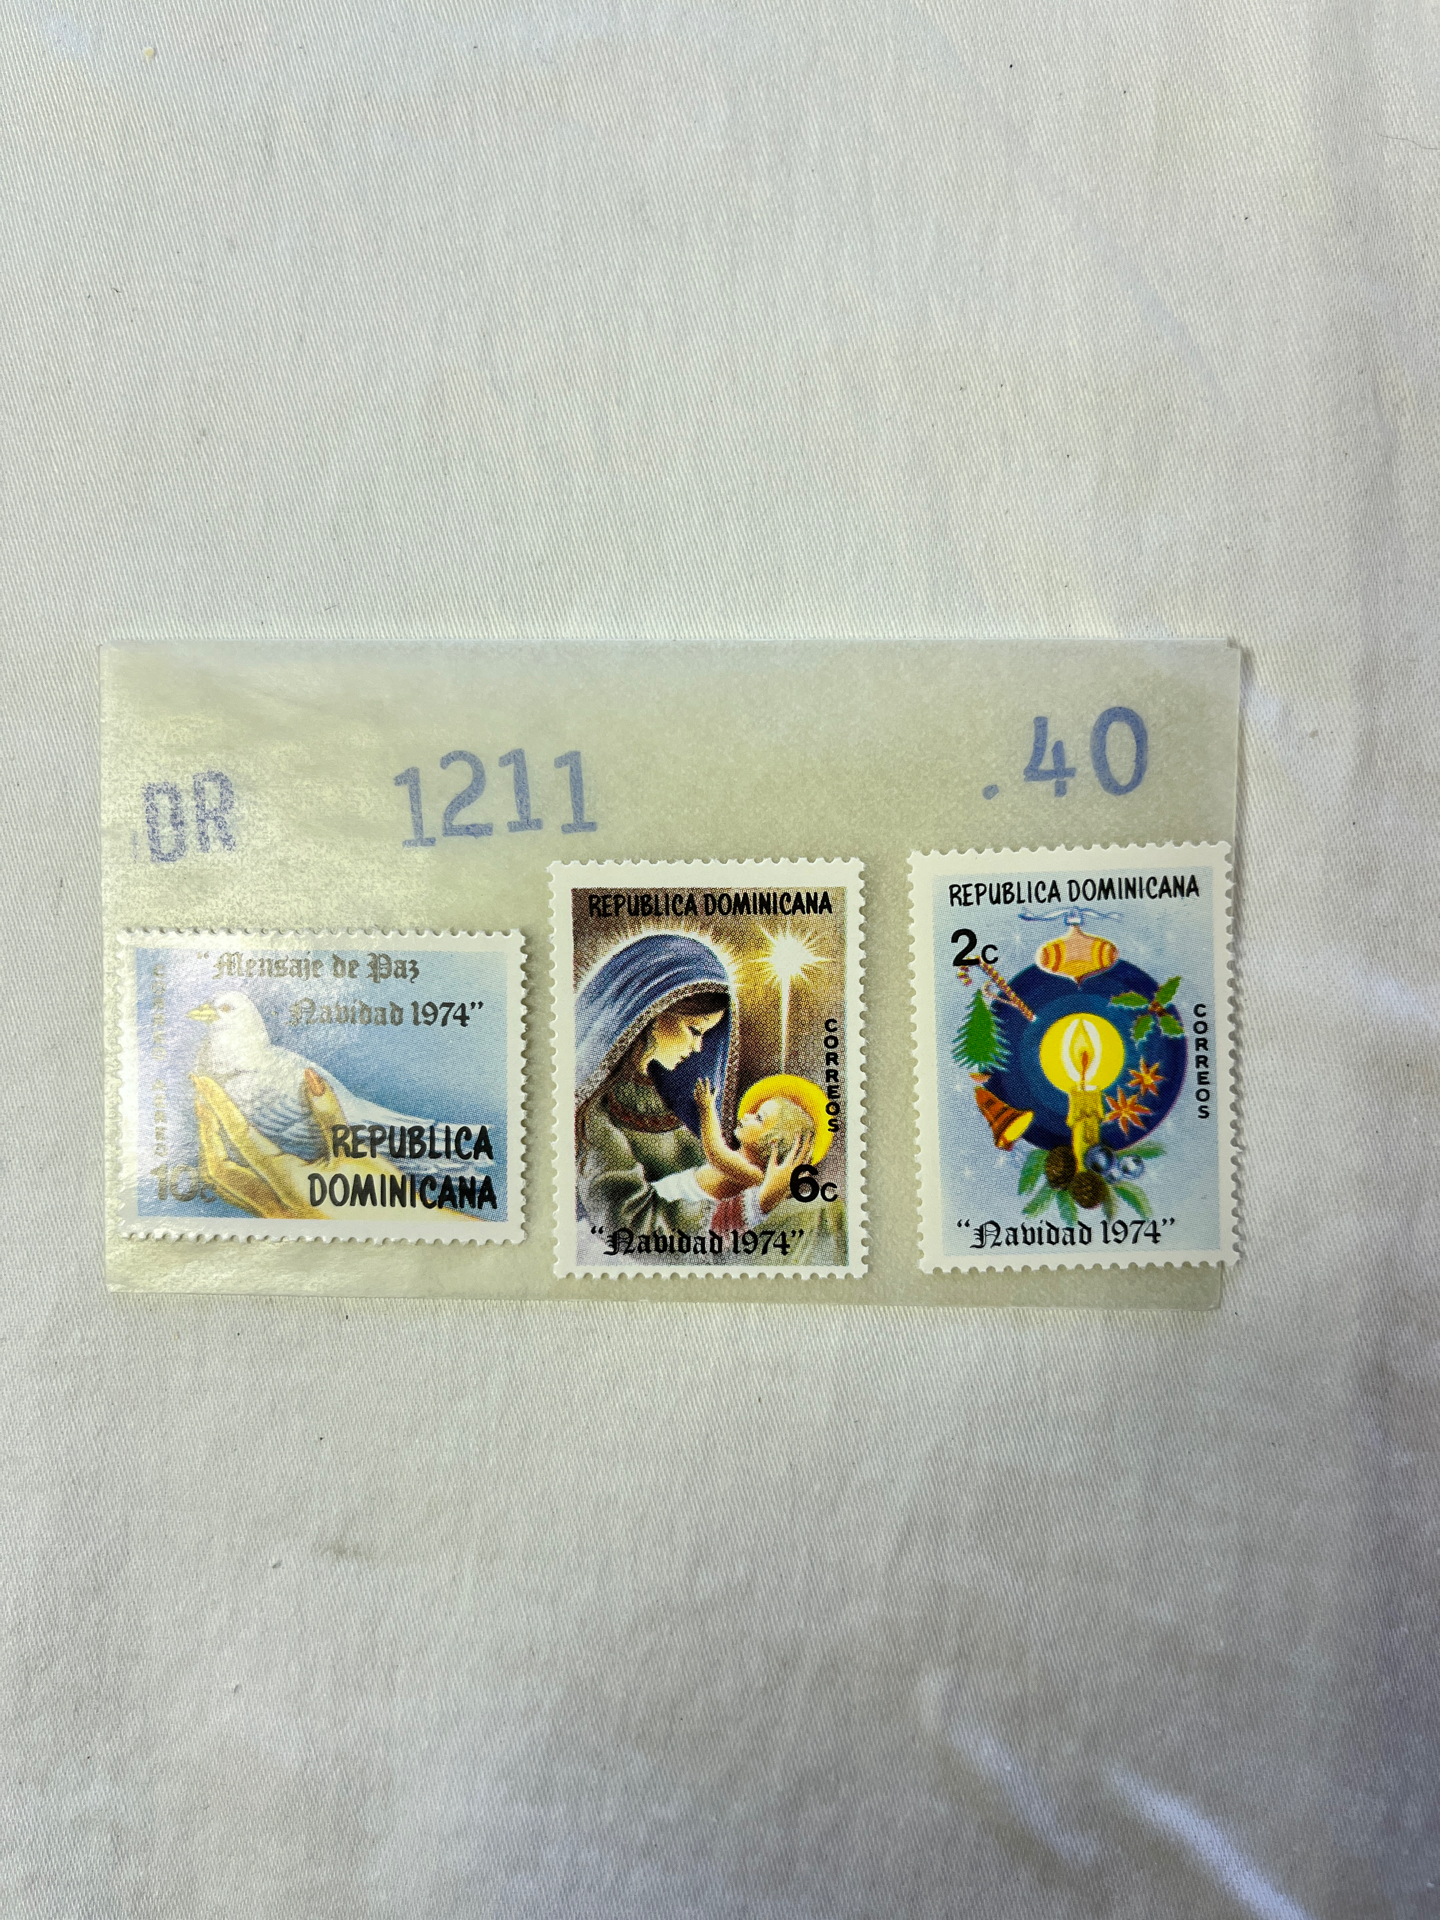 DR 1211 .40
"Mensaje de Paz
Navidad 1974"
10c
REPUBLICA
DOMINICANA
REPUBLICA DOMINICANA
CORREOS
6c
"Navidad 1974"
REPUBLICA DOMINICANA
2c
CORREOS
"Navidad 1974"